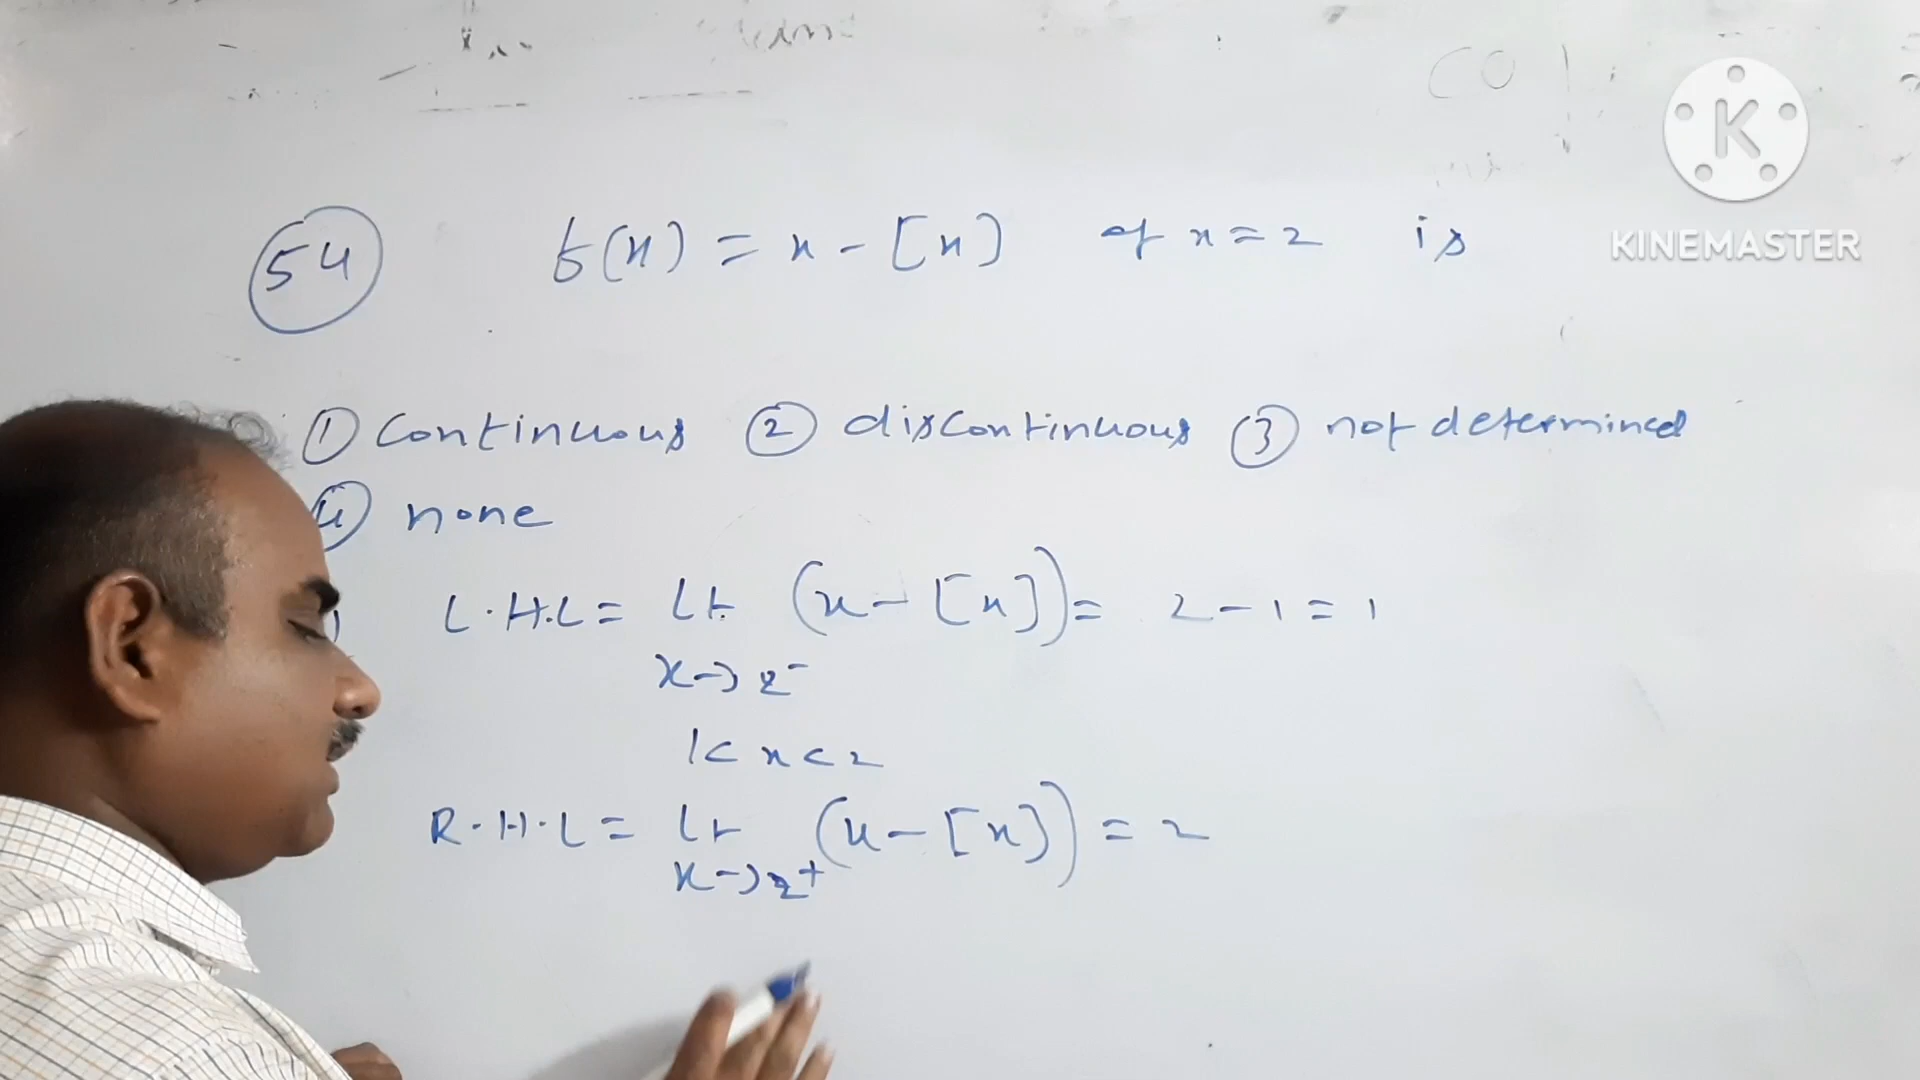 K
KINEMASTER
54 f(x) = x - [x] at x = 2 is
① continuous ② discontinuous ③ not determined
④ none
L.H.L = Lt (x - [x]) = 2 - 1 = 1
x → 2⁻
1 < x < 2
R.H.L = Lt (x - [x]) = 2
x → 2⁺